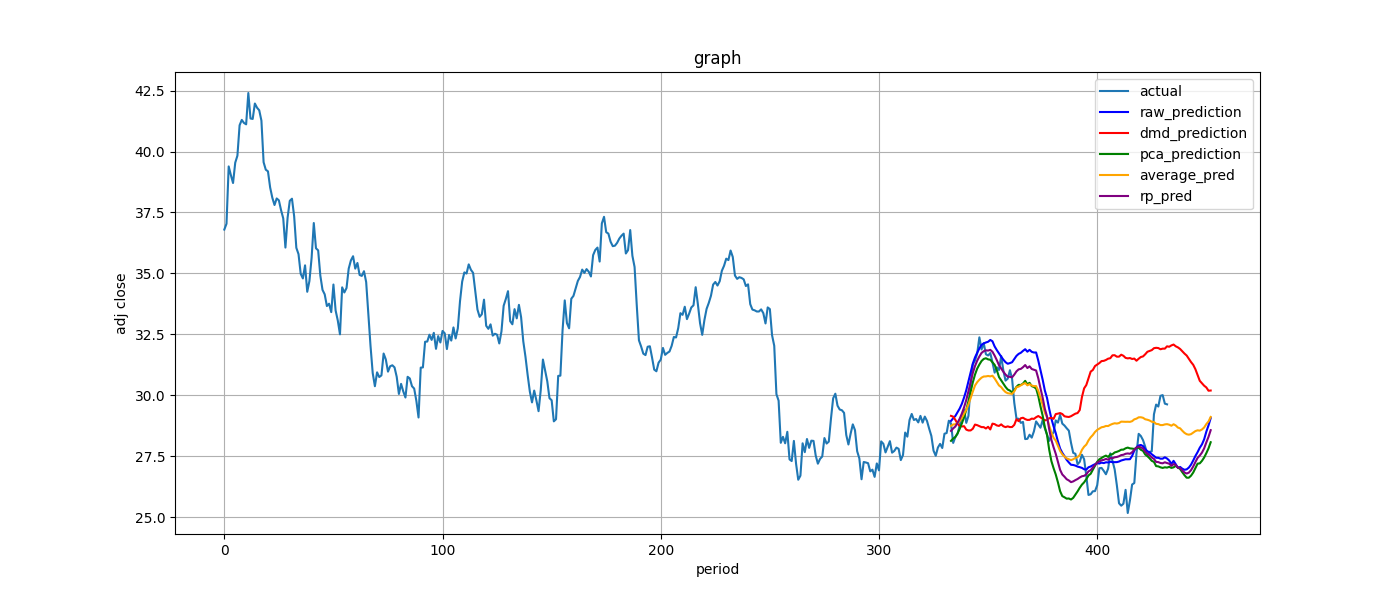 graph
42.5
40.0
37.5
35.0
32.5
30.0
27.5
25.0
adj close
0
100
200
300
400
period
actual
raw_prediction
dmd_prediction
pca_prediction
average_pred
rp_pred